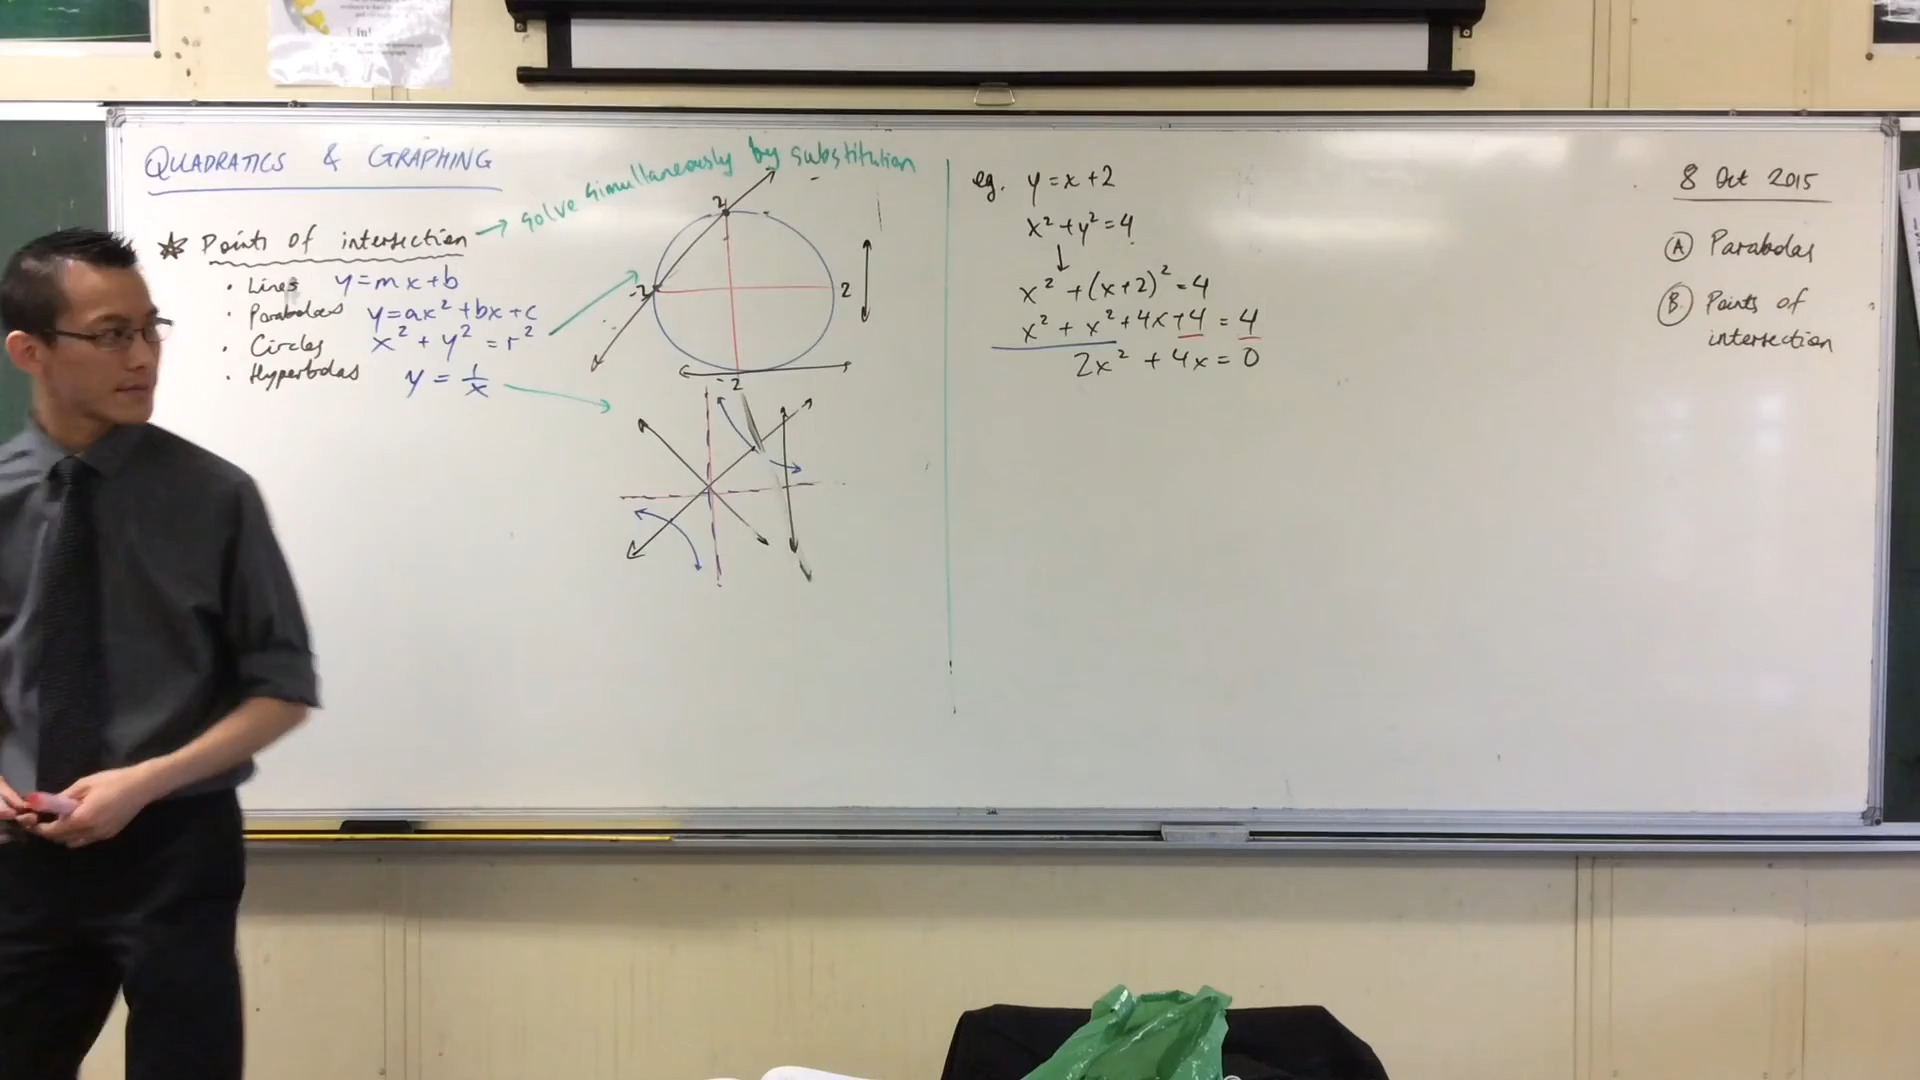 QUADRATICS & GRAPHING
Points of intersection → solve simultaneously by substitution
• Lines y=mx+b
• Parabolas y=ax²+bx+c
• Circles x²+y²=r²
• Hyperbolas y=1/x
2
-2
2
-2
eg. y=x+2
x²+y²=4
↓
x²+(x+2)²=4
x²+x²+4x+4=4
2x²+4x=0
8 Oct 2015
Ⓐ Parabolas
Ⓑ Points of
intersection